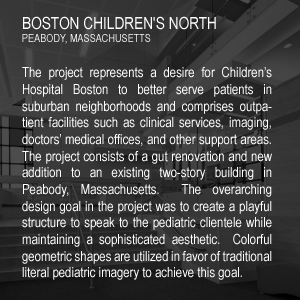 BOSTON CHILDREN'S NORTH
PEABODY, MASSACHUSETTS
The project represents a desire for Children's
Hospital Boston to better serve patients in
suburban neighborhoods and comprises outpa-
tient facilities such as clinical services, imaging,
doctors' medical offices, and other support areas.
The project consists of a gut renovation and new
addition to an existing two-story building in
Peabody, Massachusetts. The overarching
design goal in the project was to create a playful
structure to speak to the pediatric clientele while
maintaining a sophisticated aesthetic. Colorful
geometric shapes are utilized in favor of traditional
literal pediatric imagery to achieve this goal.